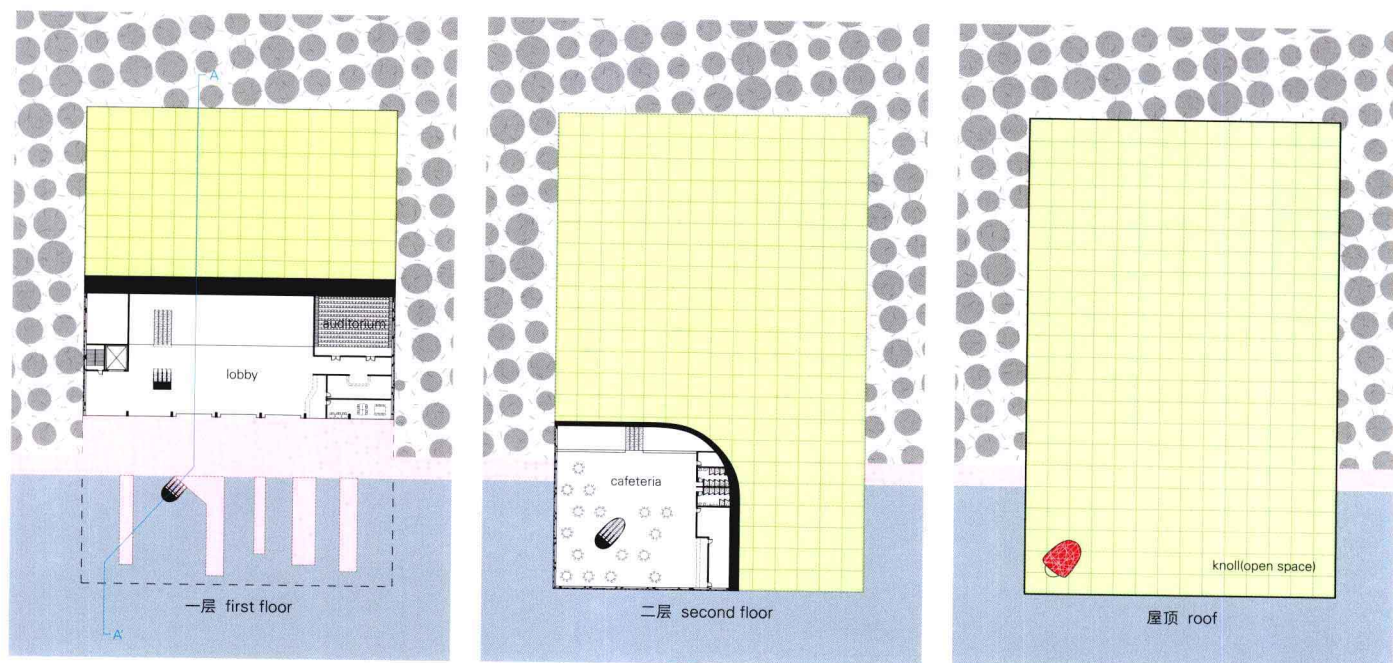 A
auditorium
lobby
一层 first floor
A'
cafeteria
二层 second floor
knoll(open space)
屋顶 roof